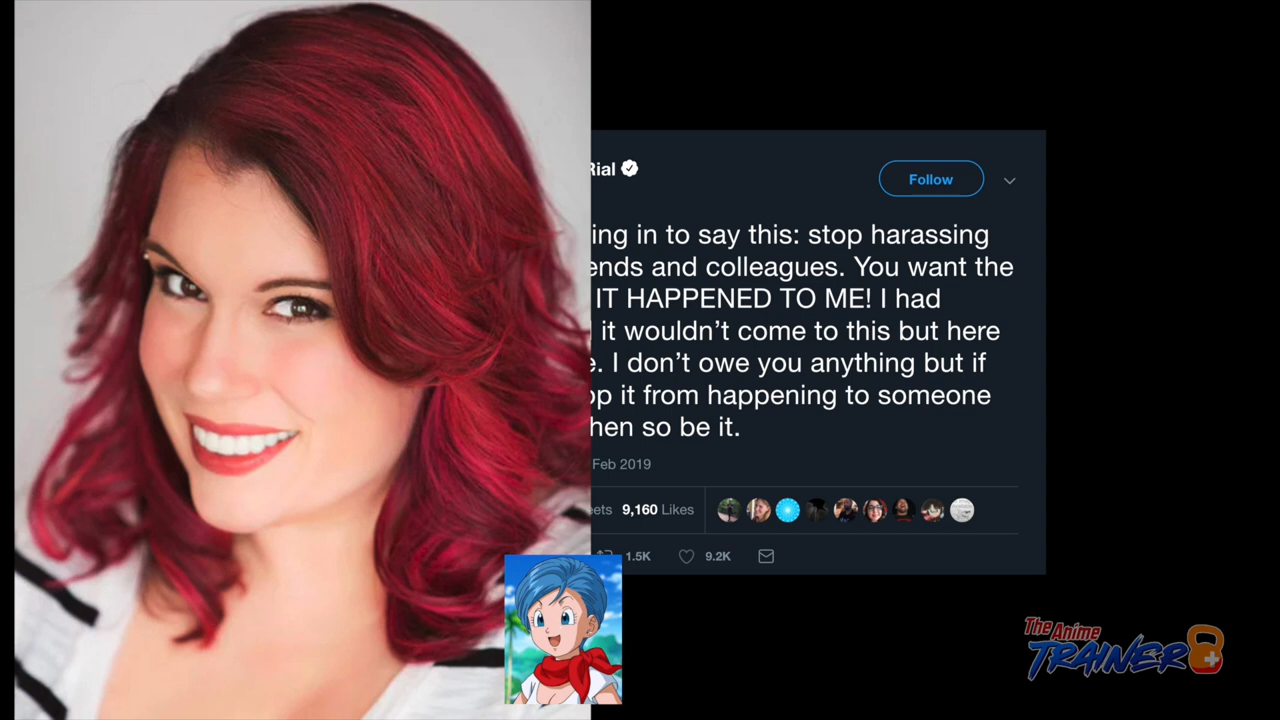 Rial
Follow
ing in to say this: stop harassing
ends and colleagues. You want the
IT HAPPENED TO ME! I had
it wouldn’t come to this but here
e. I don’t owe you anything but if
op it from happening to someone
hen so be it.
Feb 2019
eets 9,160 Likes
1.5K 9.2K
The Anime
TRAINER